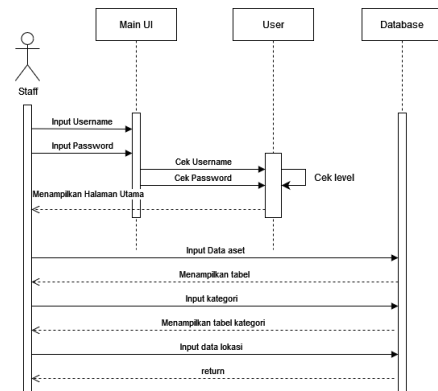 Main UI
User
Database
Staff
Input Username
Input Password
Cek Username
Cek Password
Cek level
Menampilkan Halaman Utama
Input Data aset
Menampilkan tabel
Input kategori
Menampilkan tabel kategori
Input data lokasi
return